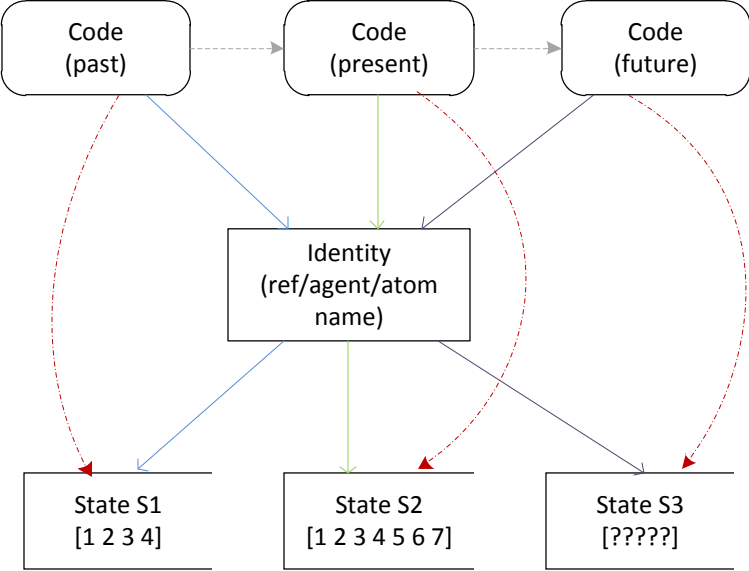 Code
(past)
Code
(present)
Code
(future)
Identity
(ref/agent/atom
name)
State S1
[1 2 3 4]
State S2
[1 2 3 4 5 6 7]
State S3
[?????]